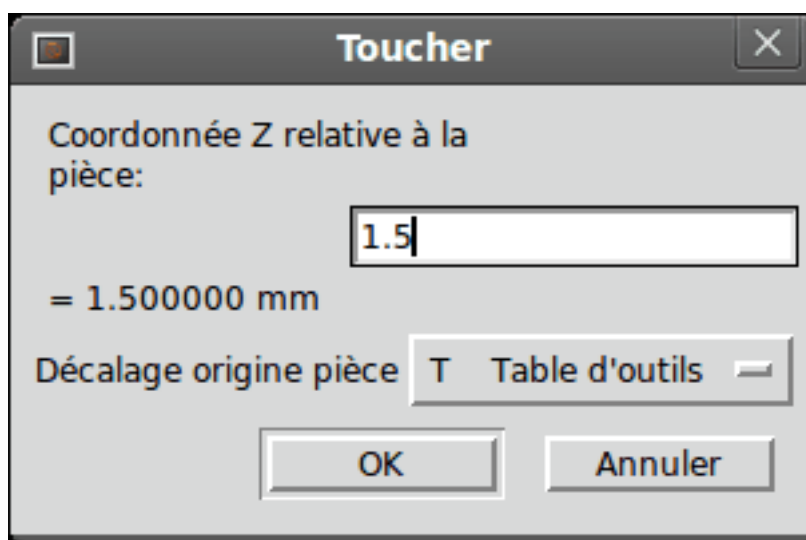 Toucher
Coordonnée Z relative à la
pièce:
1.5
= 1.500000 mm
Décalage origine pièce T Table d'outils
OK Annuler